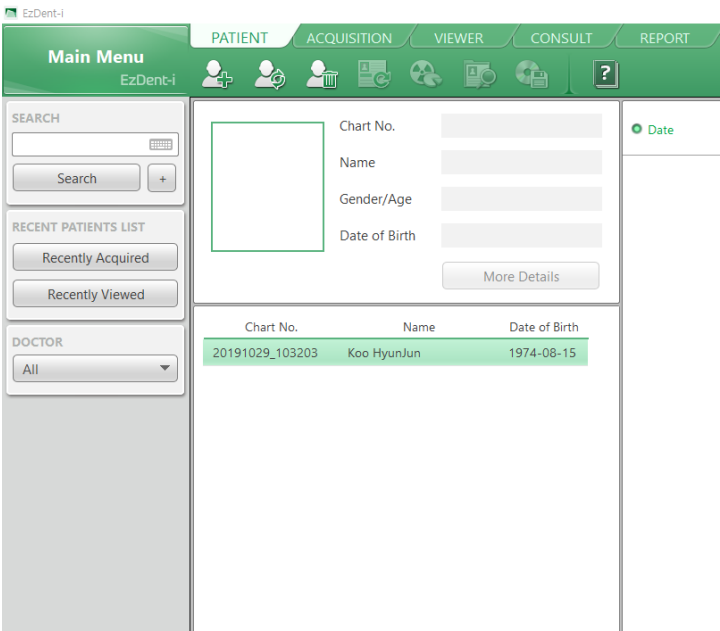 EzDent-i
Main Menu
EzDent-i
PATIENT ACQUISITION VIEWER CONSULT REPORT
?
SEARCH
Search +
RECENT PATIENTS LIST
Recently Acquired
Recently Viewed
DOCTOR
All
Chart No.
Name
Gender/Age
Date of Birth
More Details
Chart No. Name Date of Birth
20191029_103203 Koo HyunJun 1974-08-15
Date